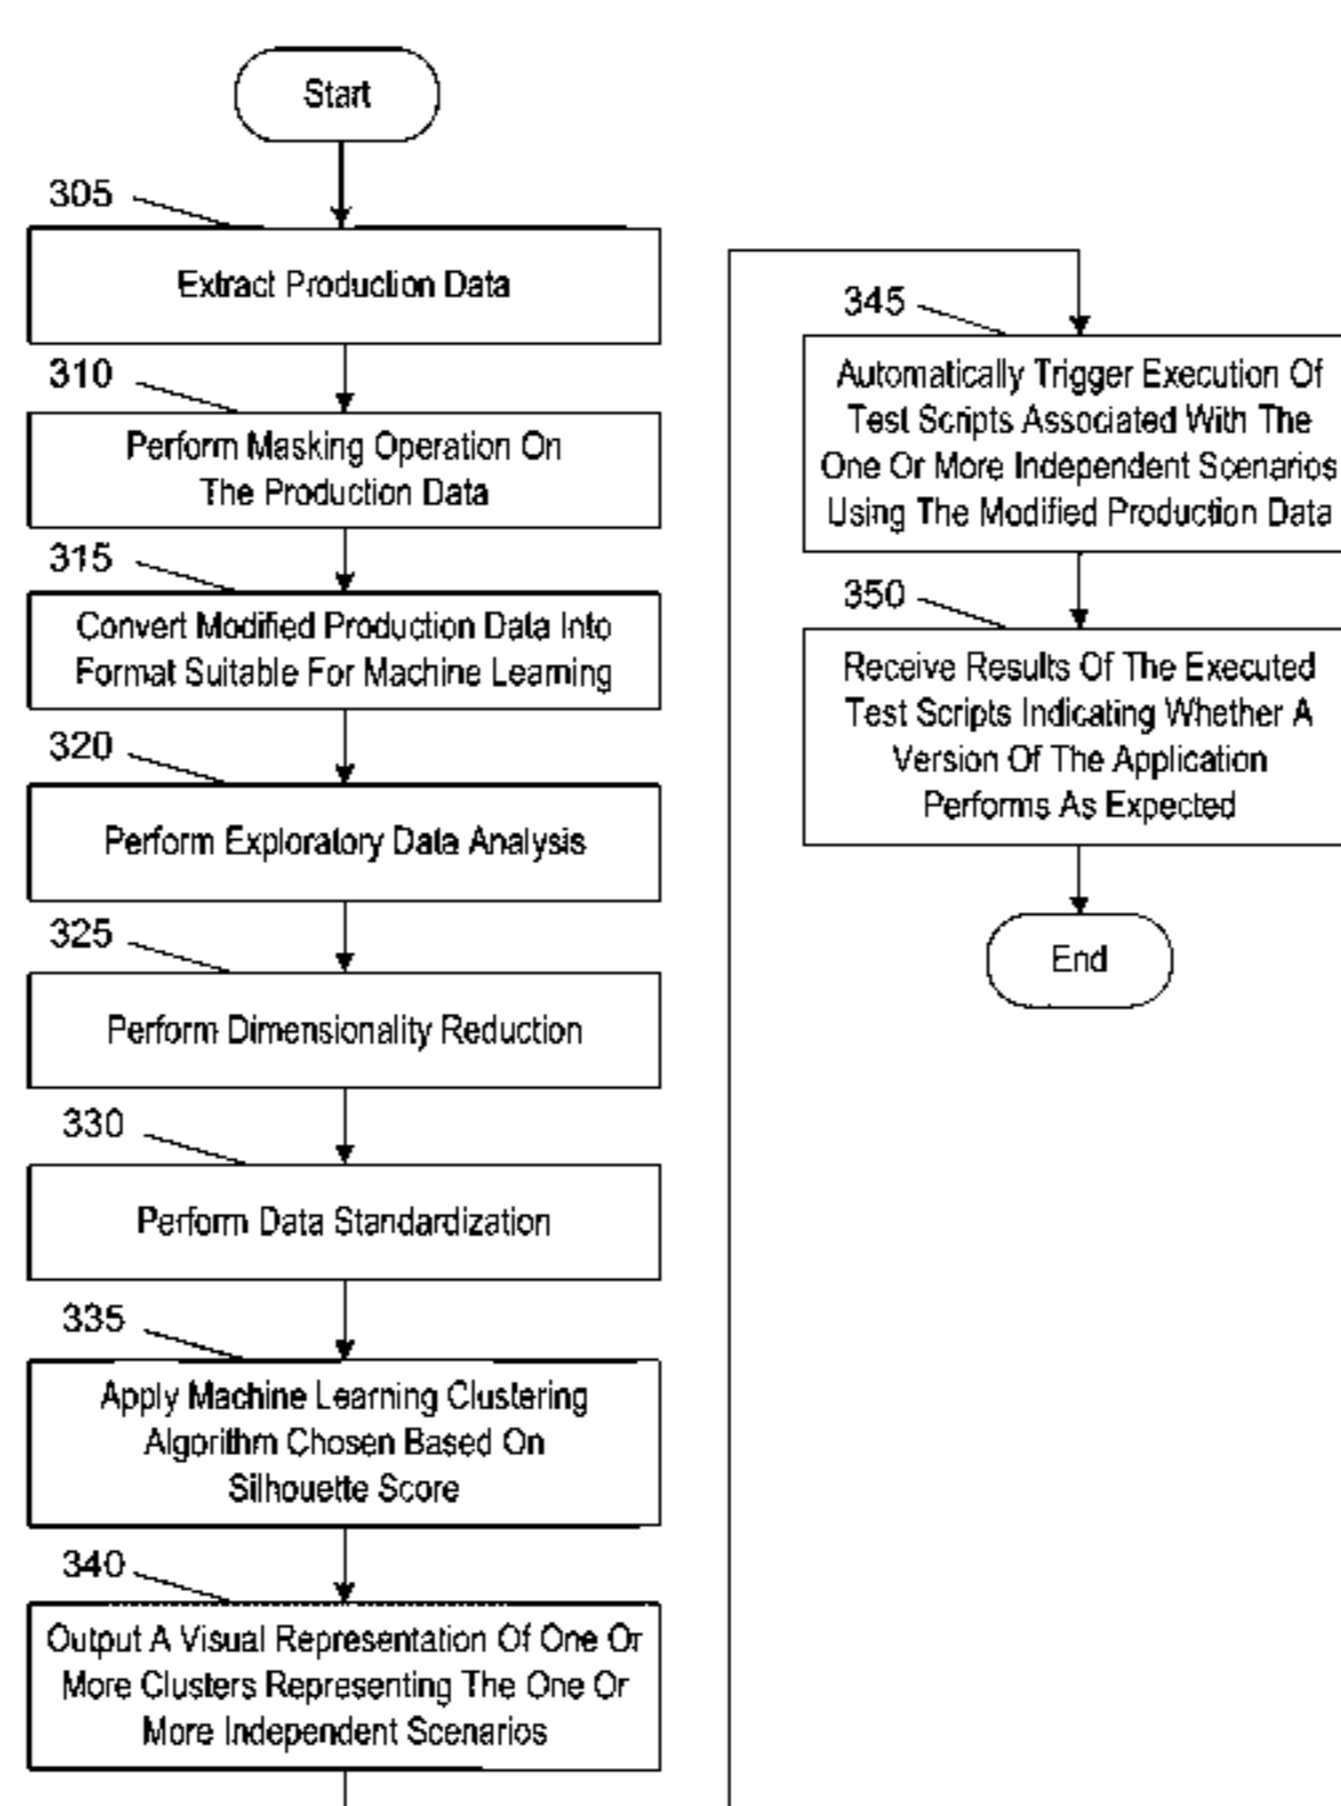 Start
305
Extract Production Data
310
Perform Masking Operation On
The Production Data
315
Convert Modified Production Data Into
Format Suitable For Machine Learning
320
Perform Exploratory Data Analysis
325
Perform Dimensionality Reduction
330
Perform Data Standardization
335
Apply Machine Learning Clustering
Algorithm Chosen Based On
Silhouette Score
340
Output A Visual Representation Of One Or
More Clusters Representing The One Or
More Independent Scenarios
345
Automatically Trigger Execution Of
Test Scripts Associated With The
One Or More Independent Scenarios
Using The Modified Production Data
350
Receive Results Of The Executed
Test Scripts Indicating Whether A
Version Of The Application
Performs As Expected
End